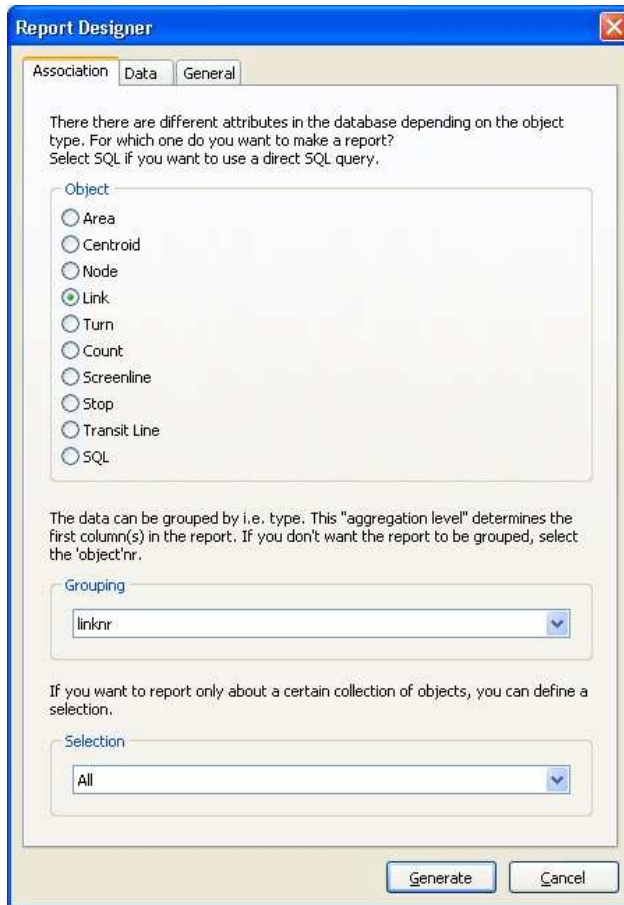 Report Designer
Association
Data
General
There there are different attributes in the database depending on the object
type. For which one do you want to make a report?
Select SQL if you want to use a direct SQL query.
Object
Area
Centroid
Node
Link
Turn
Count
Screenline
Stop
Transit Line
SQL
The data can be grouped by i.e. type. This "aggregation level" determines the
first column(s) in the report. If you don't want the report to be grouped, select
the 'object'nr.
Grouping
linknr
If you want to report only about a certain collection of objects, you can define a
selection.
Selection
All
Generate
Cancel